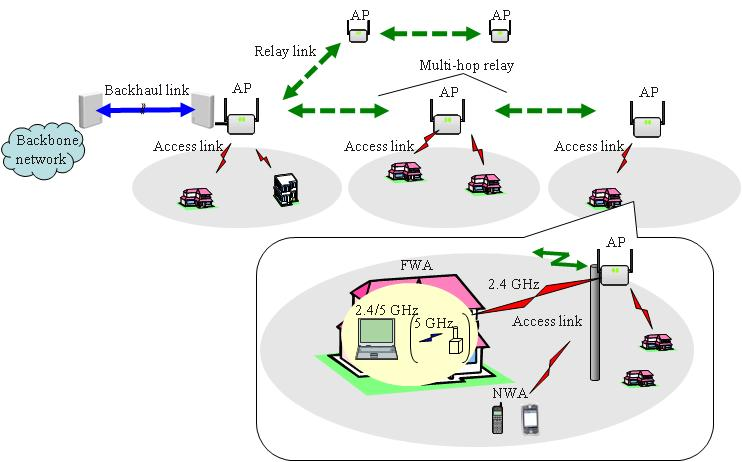 AP
AP
Relay link
Multi-hop relay
Backhaul link
AP
AP
AP
Backbone
network
Access link
Access link
Access link
AP
FWA
2.4 GHz
2.4/5 GHz
5 GHz
Access link
NWA